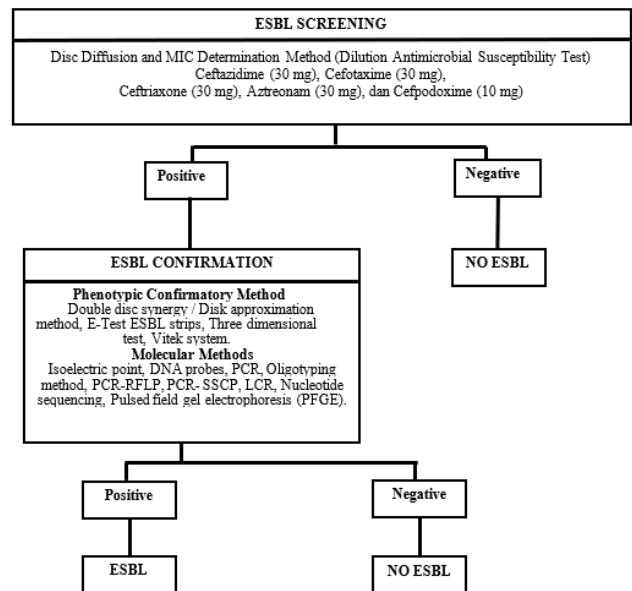 ESBL SCREENING
Disc Diffusion and MIC Determination Method (Dilution Antimicrobial Susceptibility Test)
Ceftazidime (30 mg), Cefotaxime (30 mg),
Ceftriaxone (30 mg), Aztreonam (30 mg), dan Cefpodoxime (10 mg)
Positive
Negative
NO ESBL
ESBL CONFIRMATION
Phenotypic Confirmatory Method
Double disc synergy / Disk approximation
method, E-Test ESBL strips, Three dimensional
test, Vitek system.
Molecular Methods
Isoelectric point, DNA probes, PCR, Oligotyping
method, PCR-RFLP, PCR- SSCP, LCR, Nucleotide
sequencing, Pulsed field gel electrophoresis (PFGE).
Positive
Negative
ESBL
NO ESBL